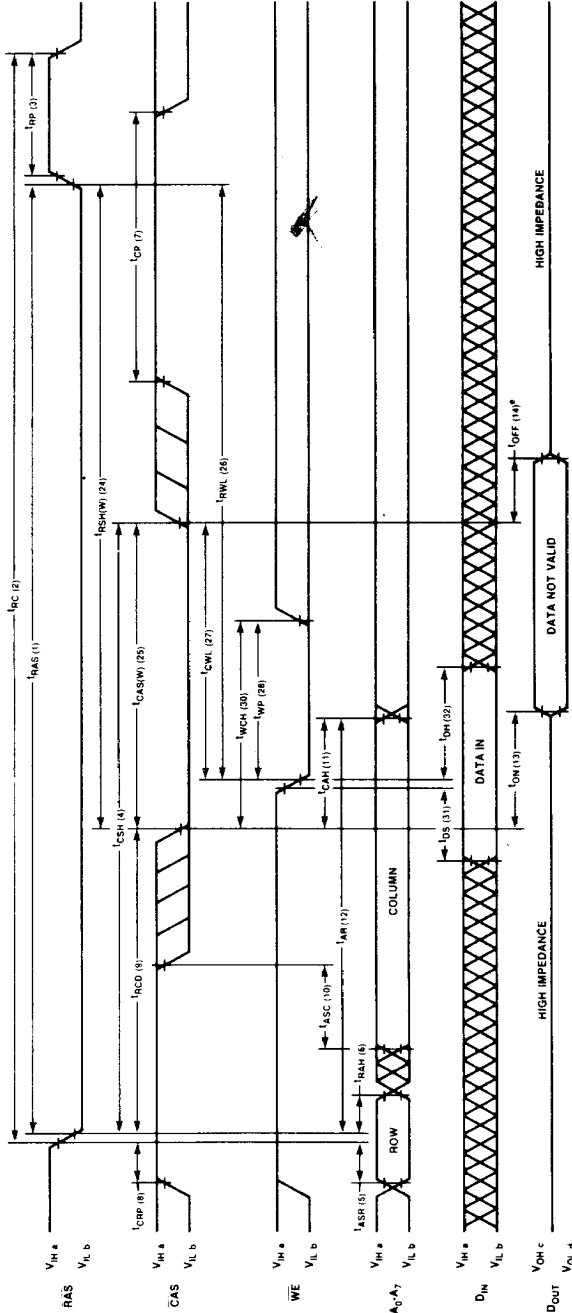 tRC (2)
tRAS (1)
tRP (3)
R̅A̅S̅
VIH a
VIL b
tCSH (4)
tRSH(W) (24)
tCRP (8)
tRCD (9)
tCAS(W) (25)
tCP (7)
C̅A̅S̅
VIH a
VIL b
tCWL (27)
tRWL (26)
tWCH (30)
tWP (28)
W̅E̅
VIH a
VIL b
tASR (5)
tRAH (6)
tASC (10)
tAR (12)
tCAH (11)
A0-A7
VIH a
VIL b
ROW
COLUMN
tDS (31)
tDH (32)
DIN
VIH a
VIL b
DATA IN
tON (13)
tOFF (14)e
DOUT
VOH c
VOL d
HIGH IMPEDANCE
DATA NOT VALID
HIGH IMPEDANCE